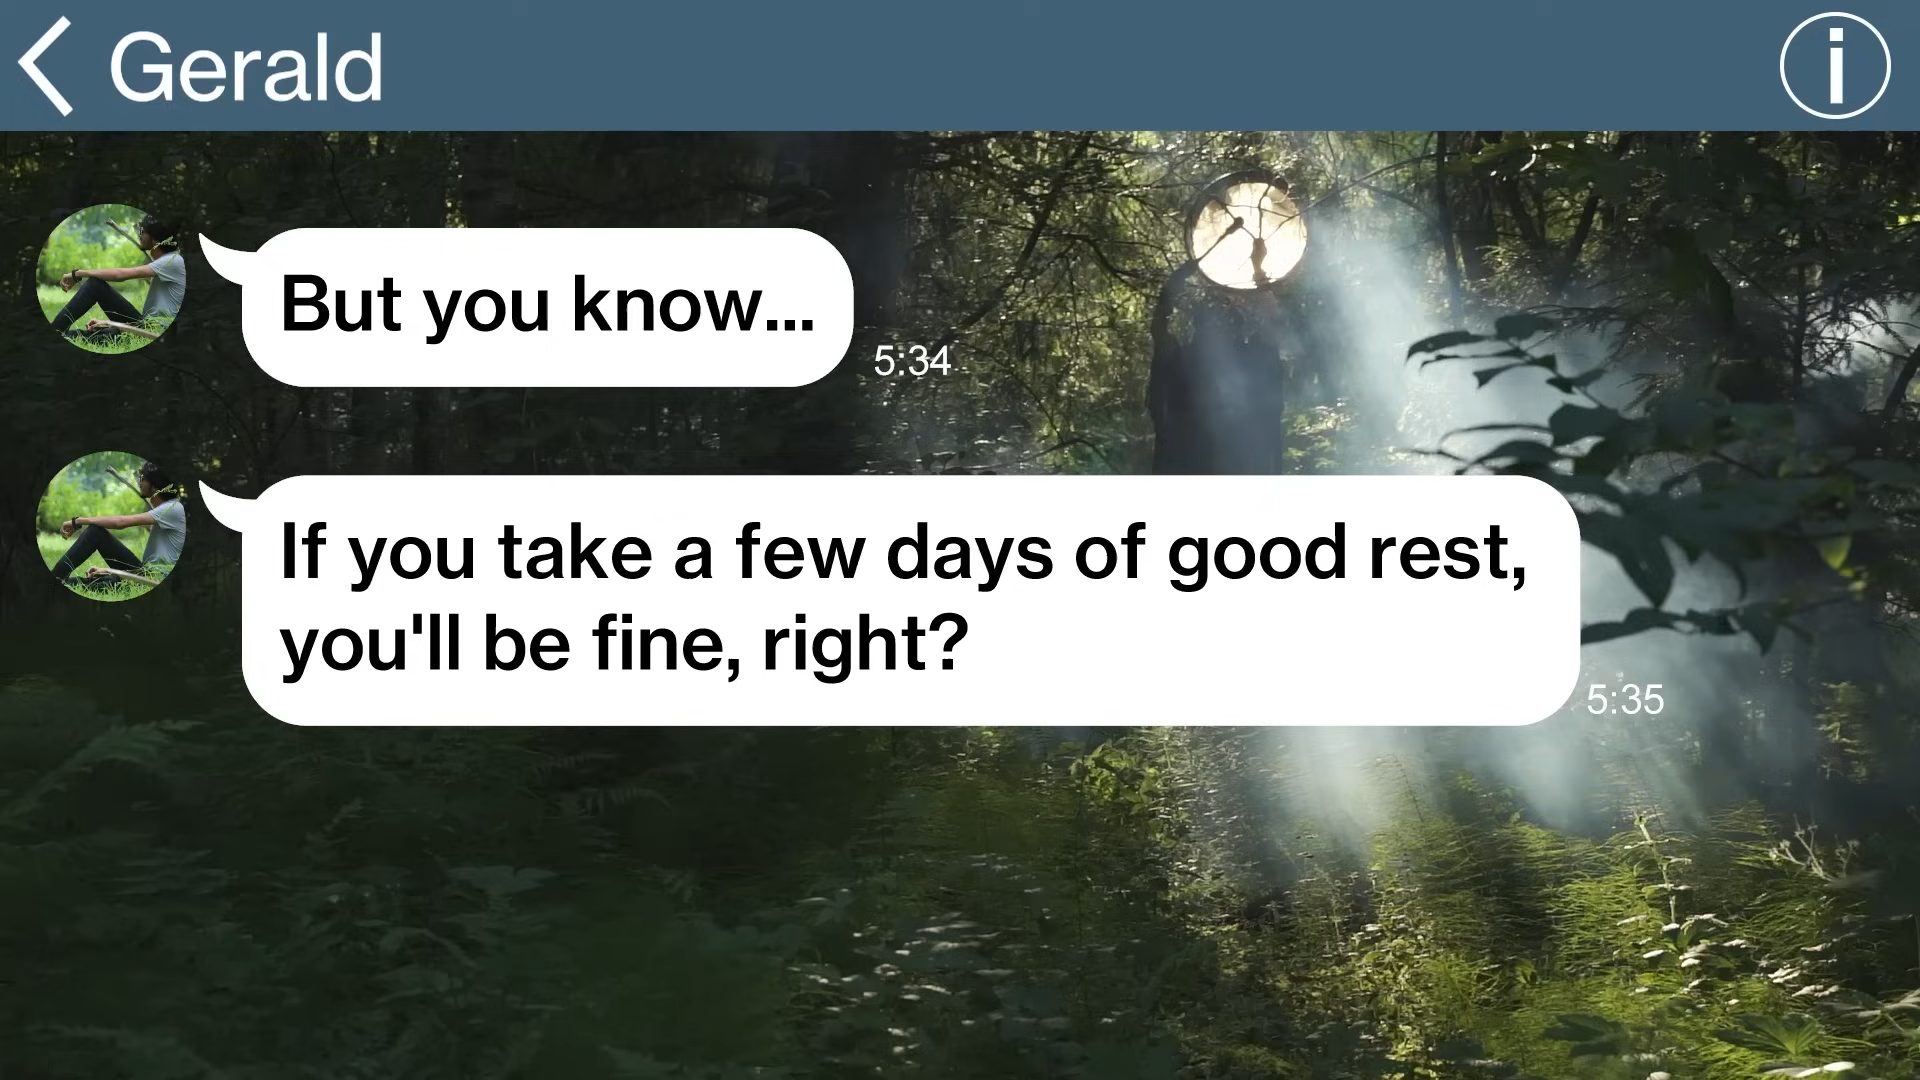 Gerald
But you know...
5:34
If you take a few days of good rest,
you'll be fine, right?
5:35